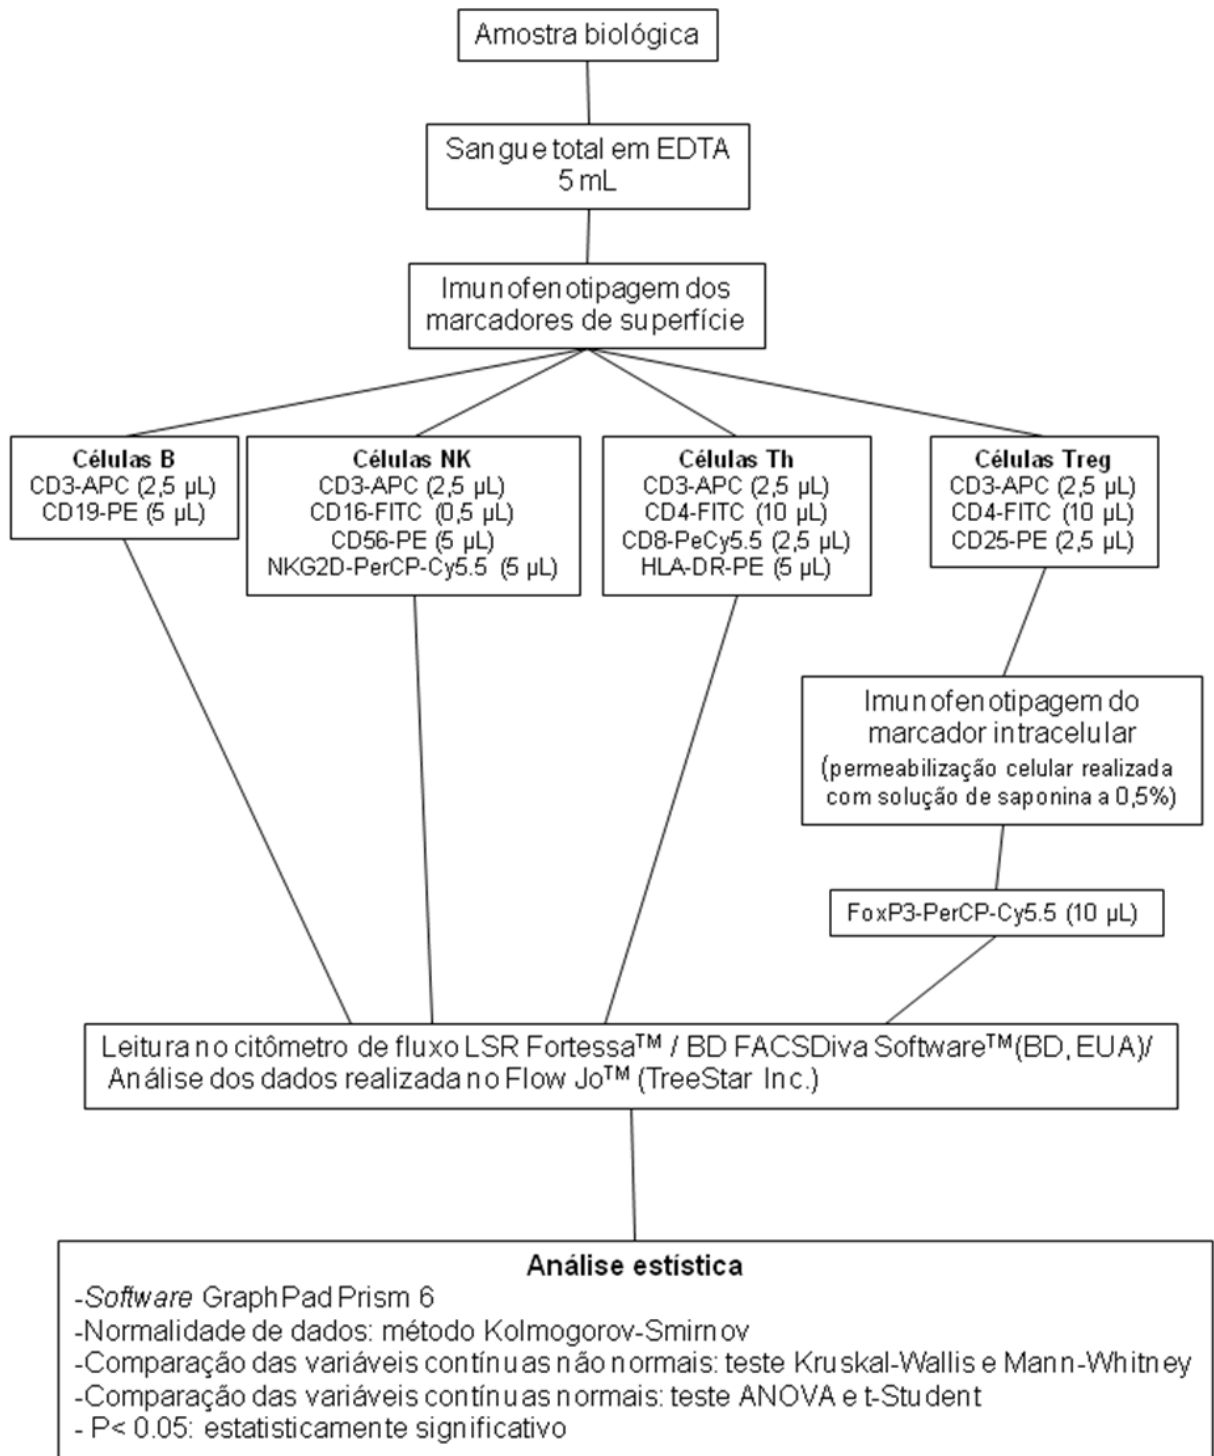 Amostra biológica
Sangue total em EDTA
5 mL
Imunofenotipagem dos
marcadores de superfície
Células B
CD3-APC (2,5 µL)
CD19-PE (5 µL)
Células NK
CD3-APC (2,5 µL)
CD16-FITC (0,5 µL)
CD56-PE (5 µL)
NKG2D-PerCP-Cy5.5 (5 µL)
Células Th
CD3-APC (2,5 µL)
CD4-FITC (10 µL)
CD8-PeCy5.5 (2,5 µL)
HLA-DR-PE (5 µL)
Células Treg
CD3-APC (2,5 µL)
CD4-FITC (10 µL)
CD25-PE (2,5 µL)
Imunofenotipagem do
marcador intracelular
(permeabilização celular realizada
com solução de saponina a 0,5%)
FoxP3-PerCP-Cy5.5 (10 µL)
Leitura no citômetro de fluxo LSR Fortessa™ / BD FACSDiva Software™(BD, EUA)/
Análise dos dados realizada no Flow Jo™ (TreeStar Inc.)
Análise estística
-Software GraphPad Prism 6
-Normalidade de dados: método Kolmogorov-Smirnov
-Comparação das variáveis contínuas não normais: teste Kruskal-Wallis e Mann-Whitney
-Comparação das variáveis contínuas normais: teste ANOVA e t-Student
- P< 0.05: estatisticamente significativo